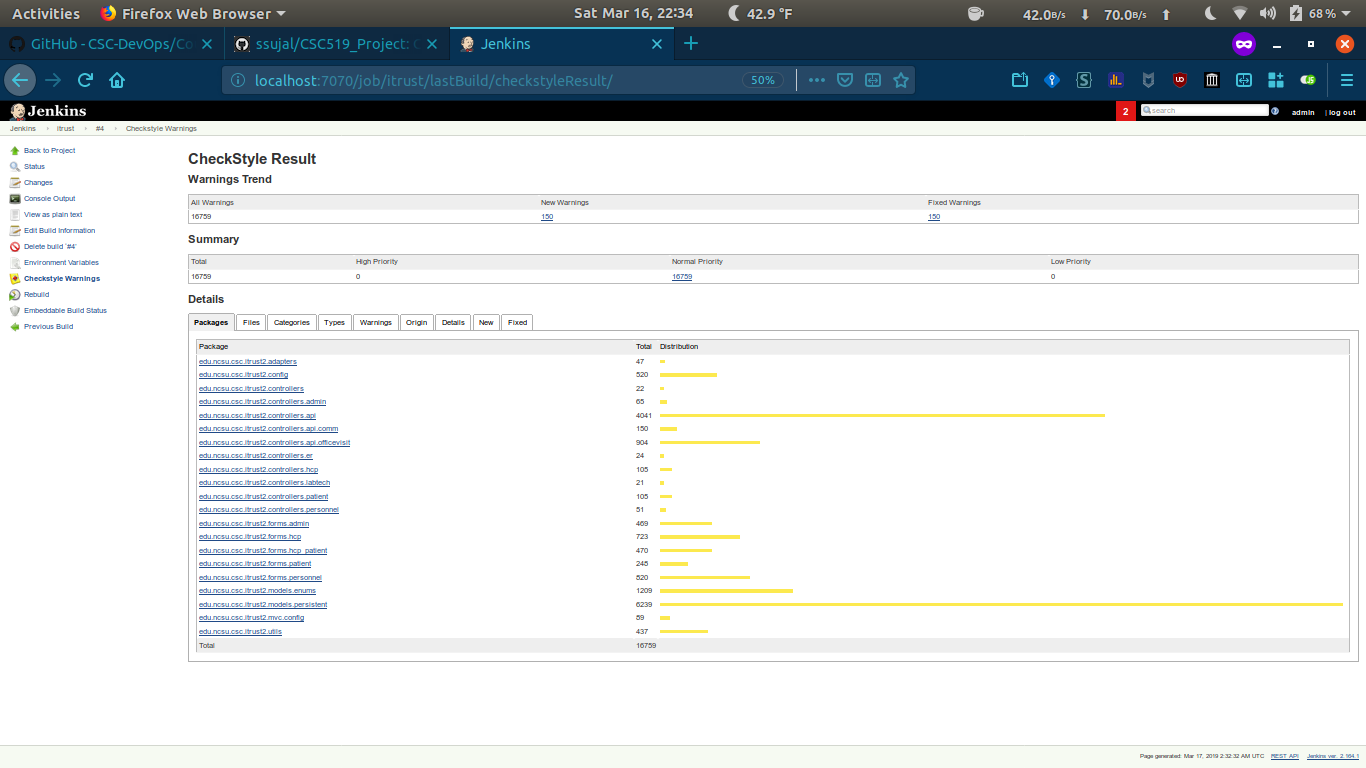 Activities Firefox Web Browser Sat Mar 16, 22:34 42.9 °F 42.0B/s 70.0B/s 68 %
GitHub - CSC-DevOps/Co ssujal/CSC519_Project: C Jenkins
localhost:7070/job/itrust/lastBuild/checkstyleResult/ 50%
Jenkins 2 search admin | log out
Jenkins itrust #4 Checkstyle Warnings
Back to Project
Status
Changes
Console Output
View as plain text
Edit Build Information
Delete build '#4'
Environment Variables
Checkstyle Warnings
Rebuild
Embeddable Build Status
Previous Build
CheckStyle Result
Warnings Trend
All Warnings New Warnings Fixed Warnings
16759 150 150
Summary
Total High Priority Normal Priority Low Priority
16759 0 16759 0
Details
Packages Files Categories Types Warnings Origin Details New Fixed
Package Total Distribution
edu.ncsu.csc.itrust2.adapters 47
edu.ncsu.csc.itrust2.config 520
edu.ncsu.csc.itrust2.controllers 22
edu.ncsu.csc.itrust2.controllers.admin 65
edu.ncsu.csc.itrust2.controllers.api 4041
edu.ncsu.csc.itrust2.controllers.api.comm 150
edu.ncsu.csc.itrust2.controllers.api.officevisit 904
edu.ncsu.csc.itrust2.controllers.er 24
edu.ncsu.csc.itrust2.controllers.hcp 105
edu.ncsu.csc.itrust2.controllers.labtech 21
edu.ncsu.csc.itrust2.controllers.patient 105
edu.ncsu.csc.itrust2.controllers.personnel 51
edu.ncsu.csc.itrust2.forms.admin 469
edu.ncsu.csc.itrust2.forms.hcp 723
edu.ncsu.csc.itrust2.forms.hcp_patient 470
edu.ncsu.csc.itrust2.forms.patient 248
edu.ncsu.csc.itrust2.forms.personnel 820
edu.ncsu.csc.itrust2.models.enums 1209
edu.ncsu.csc.itrust2.models.persistent 6239
edu.ncsu.csc.itrust2.mvc.config 89
edu.ncsu.csc.itrust2.utils 437
Total 16759
Page generated: Mar 17, 2019 2:32:32 AM UTC REST API Jenkins ver. 2.164.1